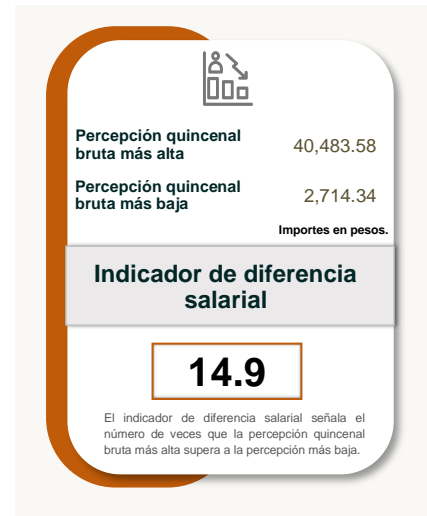 Percepción quincenal
bruta más alta
40,483.58
Percepción quincenal
bruta más baja
2,714.34
Importes en pesos.
Indicador de diferencia
salarial
14.9
El indicador de diferencia salarial señala el
número de veces que la percepción quincenal
bruta más alta supera a la percepción más baja.